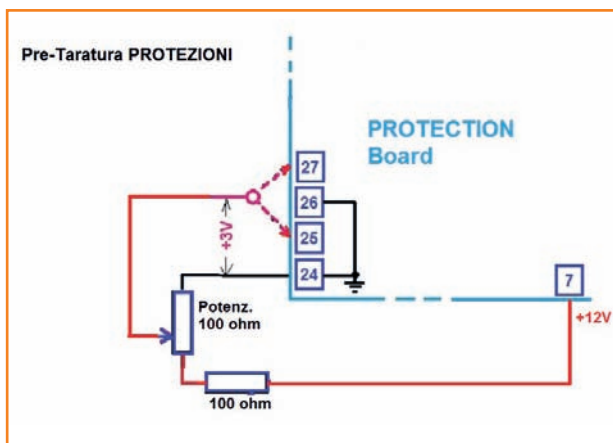 Pre-Taratura PROTEZIONI
PROTECTION
Board
27
26
+3V
25
24
7
Potenz.
100 ohm
+12V
100 ohm